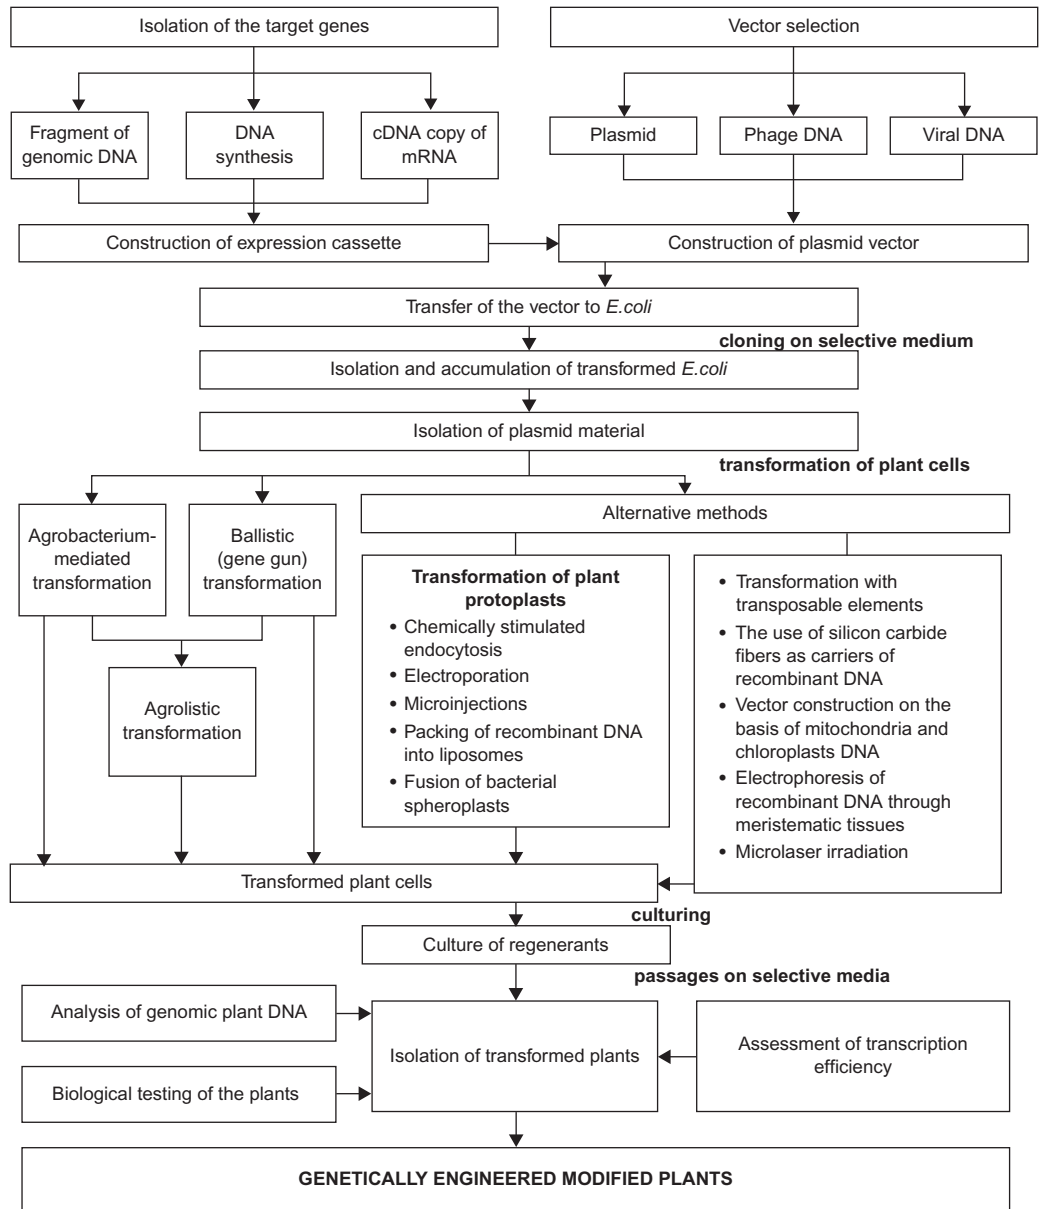 Isolation of the target genes
Vector selection
Fragment of
genomic DNA
DNA
synthesis
cDNA copy of
mRNA
Plasmid
Phage DNA
Viral DNA
Construction of expression cassette
Construction of plasmid vector
Transfer of the vector to E.coli
cloning on selective medium
Isolation and accumulation of transformed E.coli
Isolation of plasmid material
transformation of plant cells
Agrobacterium-
mediated
transformation
Ballistic
(gene gun)
transformation
Alternative methods
Agrolistic
transformation
Transformation of plant
protoplasts
• Chemically stimulated
endocytosis
• Electroporation
• Microinjections
• Packing of recombinant DNA
into liposomes
• Fusion of bacterial
spheroplasts
• Transformation with
transposable elements
• The use of silicon carbide
fibers as carriers of
recombinant DNA
• Vector construction on the
basis of mitochondria and
chloroplasts DNA
• Electrophoresis of
recombinant DNA through
meristematic tissues
• Microlaser irradiation
Transformed plant cells
culturing
Culture of regenerants
passages on selective media
Analysis of genomic plant DNA
Isolation of transformed plants
Assessment of transcription
efficiency
Biological testing of the plants
GENETICALLY ENGINEERED MODIFIED PLANTS